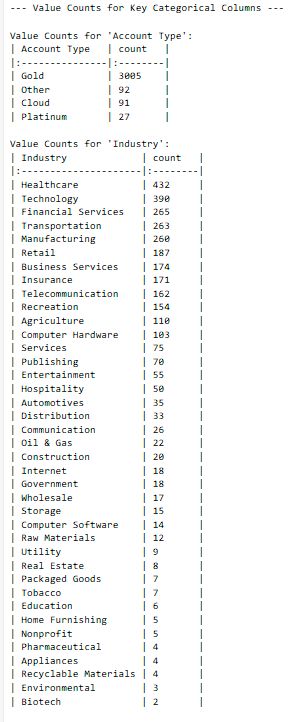 --- Value Counts for Key Categorical Columns ---
Value Counts for 'Account Type':
| Account Type | count |
|:---------------|:--------|
| Gold | 3005 |
| Other | 92 |
| Cloud | 91 |
| Platinum | 27 |
Value Counts for 'Industry':
| Industry | count |
|:---------------------|:--------|
| Healthcare | 432 |
| Technology | 390 |
| Financial Services | 265 |
| Transportation | 263 |
| Manufacturing | 260 |
| Retail | 187 |
| Business Services | 174 |
| Insurance | 171 |
| Telecommunication | 162 |
| Recreation | 154 |
| Agriculture | 110 |
| Computer Hardware | 103 |
| Services | 75 |
| Publishing | 70 |
| Entertainment | 55 |
| Hospitality | 50 |
| Automotives | 35 |
| Distribution | 33 |
| Communication | 26 |
| Oil & Gas | 22 |
| Construction | 20 |
| Internet | 18 |
| Government | 18 |
| Wholesale | 17 |
| Storage | 15 |
| Computer Software | 14 |
| Raw Materials | 12 |
| Utility | 9 |
| Real Estate | 8 |
| Packaged Goods | 7 |
| Tobacco | 7 |
| Education | 6 |
| Home Furnishing | 5 |
| Nonprofit | 5 |
| Pharmaceutical | 4 |
| Appliances | 4 |
| Recyclable Materials | 4 |
| Environmental | 3 |
| Biotech | 2 |